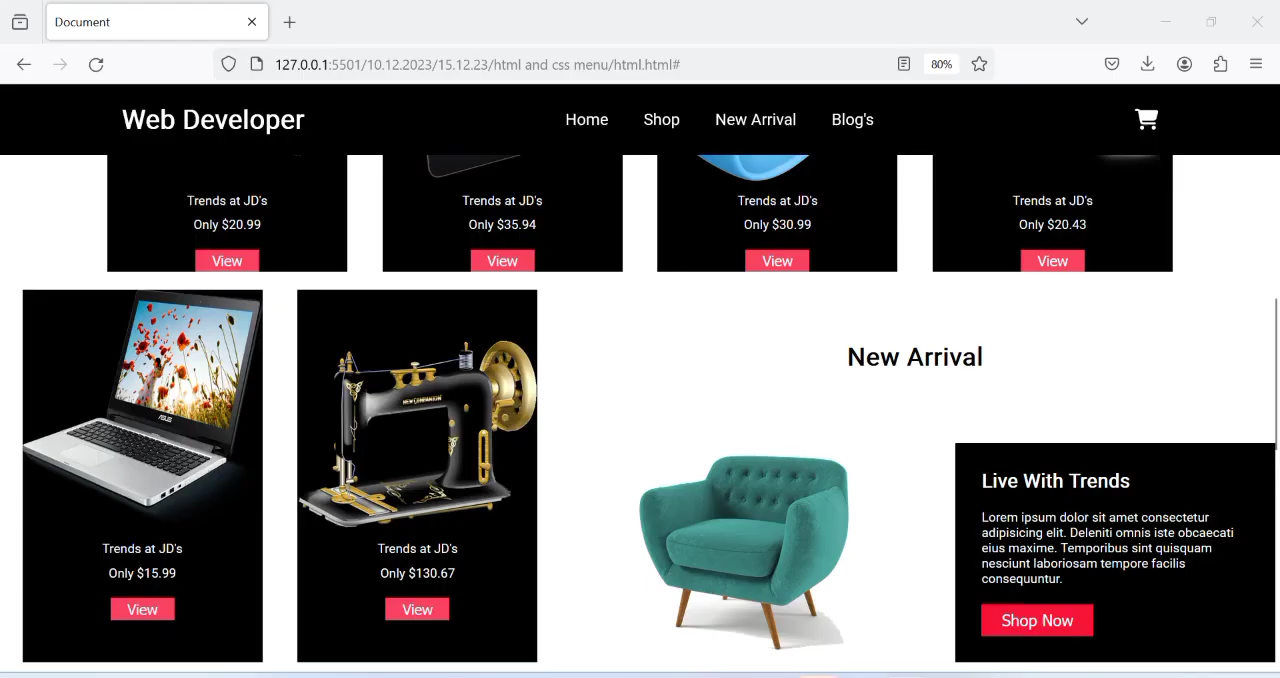 Document
127.0.0.1:5501/10.12.2023/15.12.23/html and css menu/html.html#
80%
Web Developer
Home
Shop
New Arrival
Blog's
Trends at JD's
Only $20.99
View
Trends at JD's
Only $35.94
View
Trends at JD's
Only $30.99
View
Trends at JD's
Only $20.43
View
ASUS
Trends at JD's
Only $15.99
View
NEW COMPANION
Trends at JD's
Only $130.67
View
New Arrival
Live With Trends
Lorem ipsum dolor sit amet consectetur
adipisicing elit. Deleniti omnis iste obcaecati
eius maxime. Temporibus sint quisquam
nesciunt laboriosam tempore facilis
consequuntur.
Shop Now